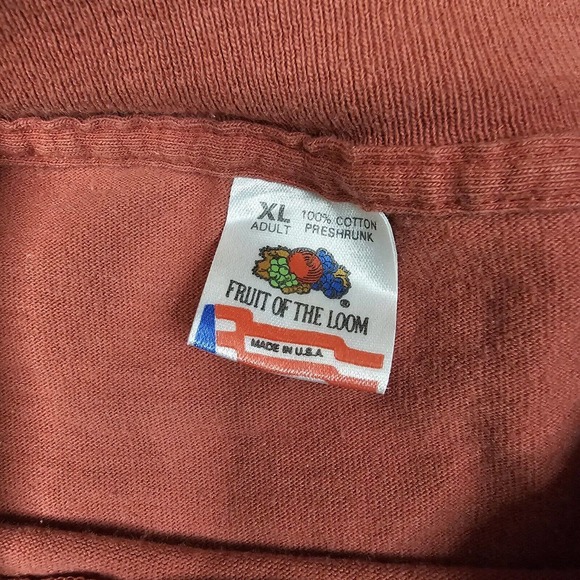 XL 100% COTTON
ADULT PRESHRUNK
FRUIT OF THE LOOM®
MADE IN U.S.A